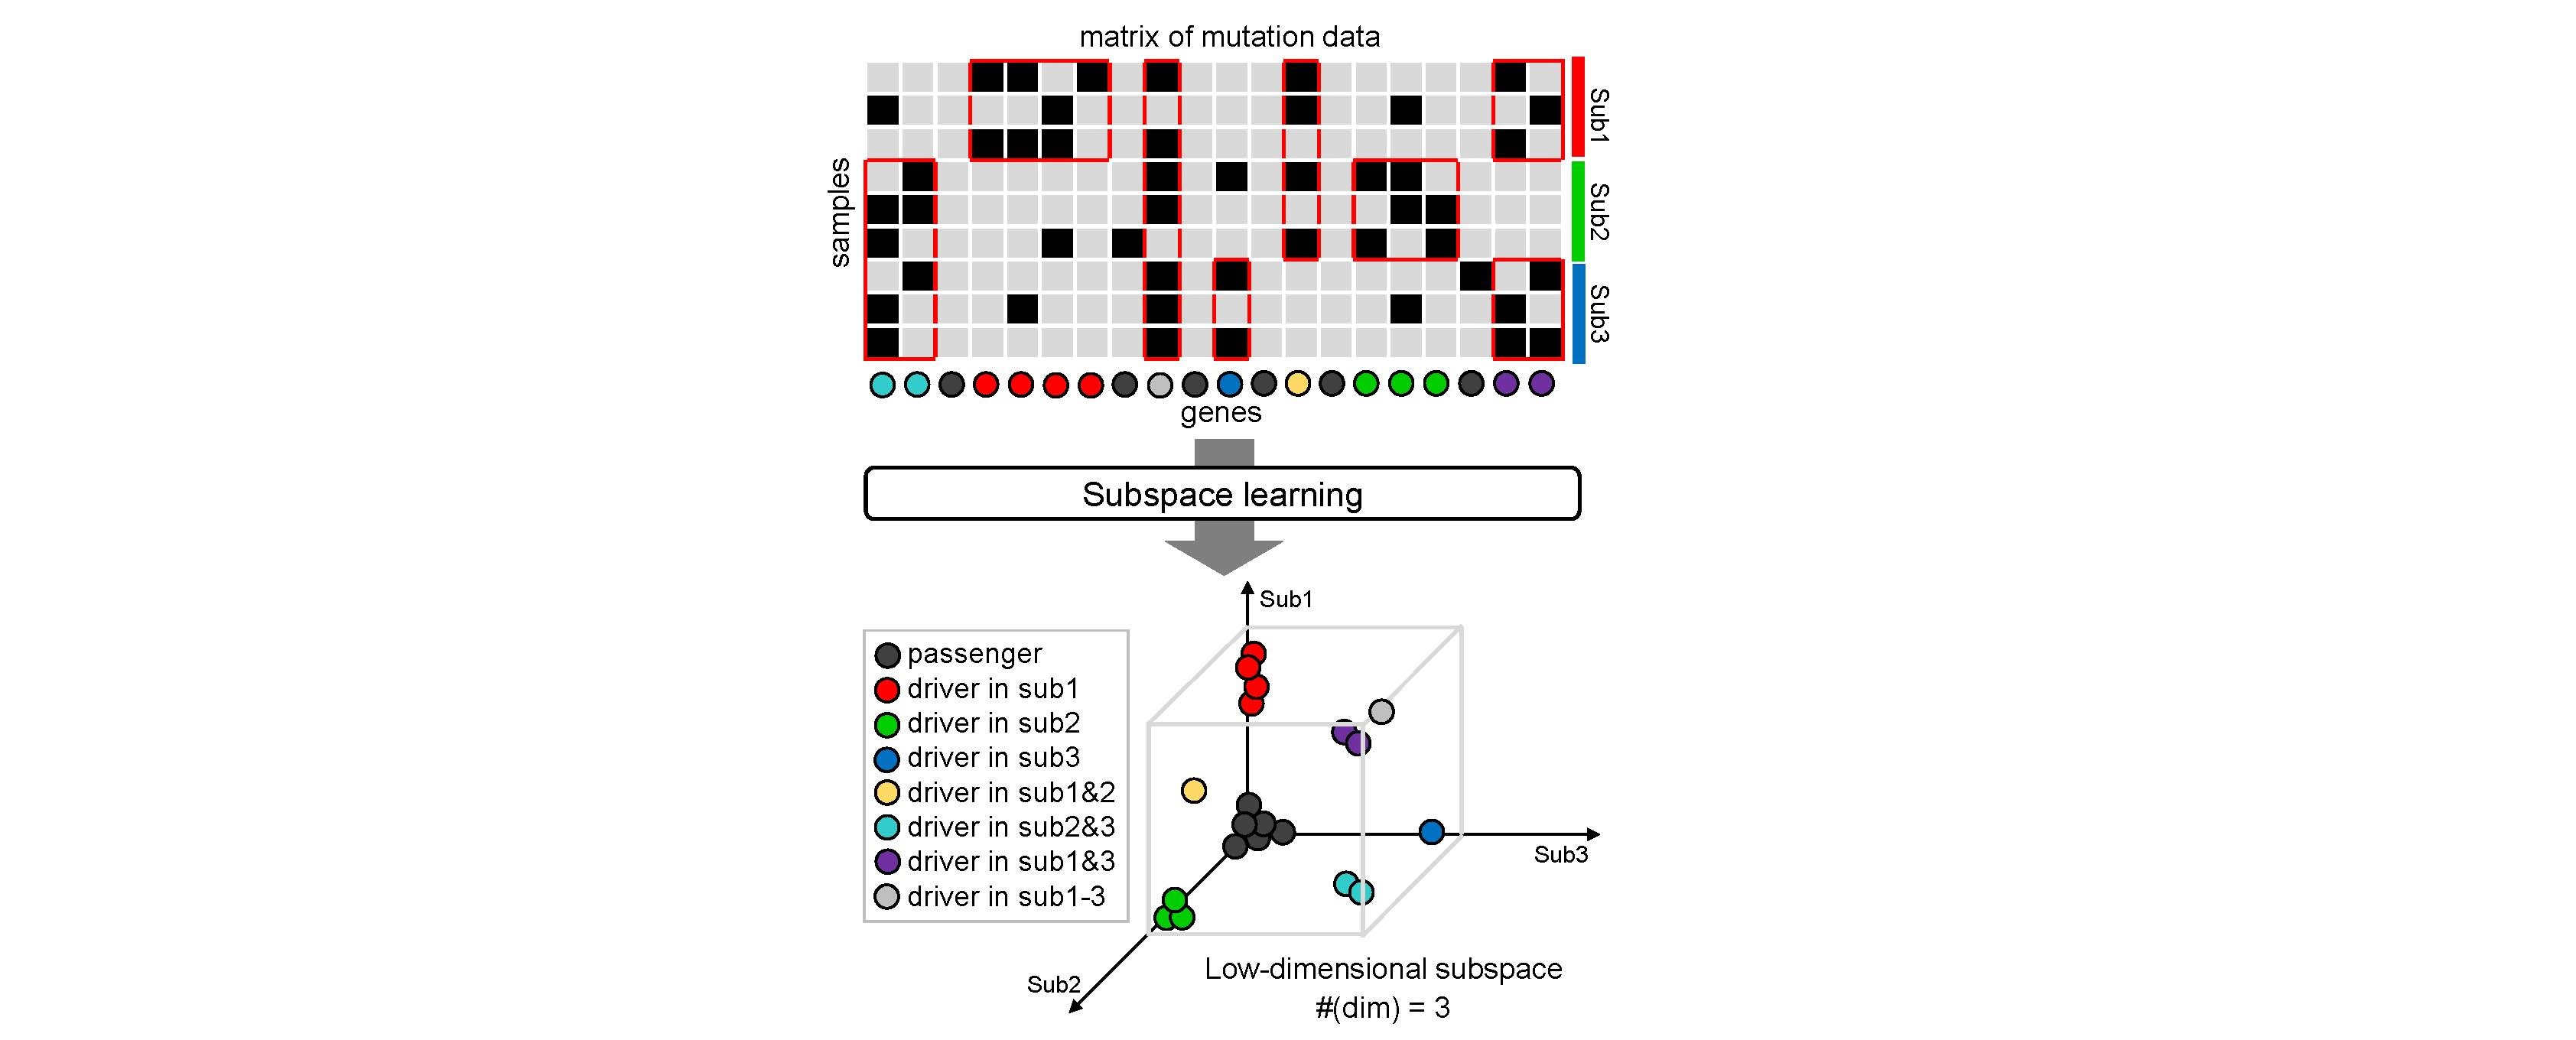 matrix of mutation data
samples
Sub1
Sub2
Sub3
genes
Subspace learning
Sub1
passenger
driver in sub1
driver in sub2
driver in sub3
driver in sub1&2
driver in sub2&3
driver in sub1&3
driver in sub1-3
Sub3
Sub2
Low-dimensional subspace
#(dim) = 3